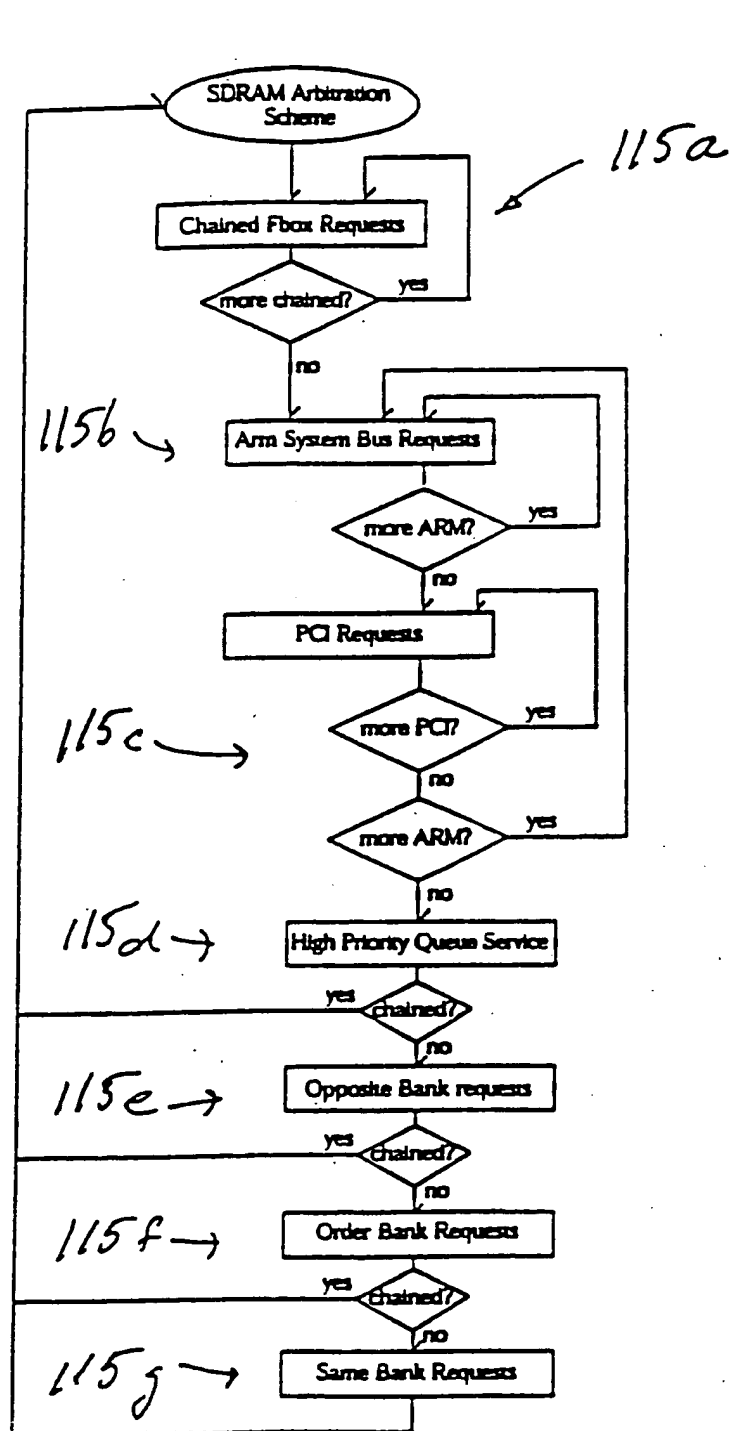 SDRAM Arbitration
Scheme
115a
Chained Fbox Requests
yes
more chained?
no
115b
Arm System Bus Requests
yes
more ARM?
no
PCI Requests
115c
yes
more PCI?
no
yes
more ARM?
no
115d
High Priority Queue Service
yes
chained?
no
115e
Opposite Bank requests
yes
chained?
no
115f
Order Bank Requests
yes
chained?
no
115g
Same Bank Requests